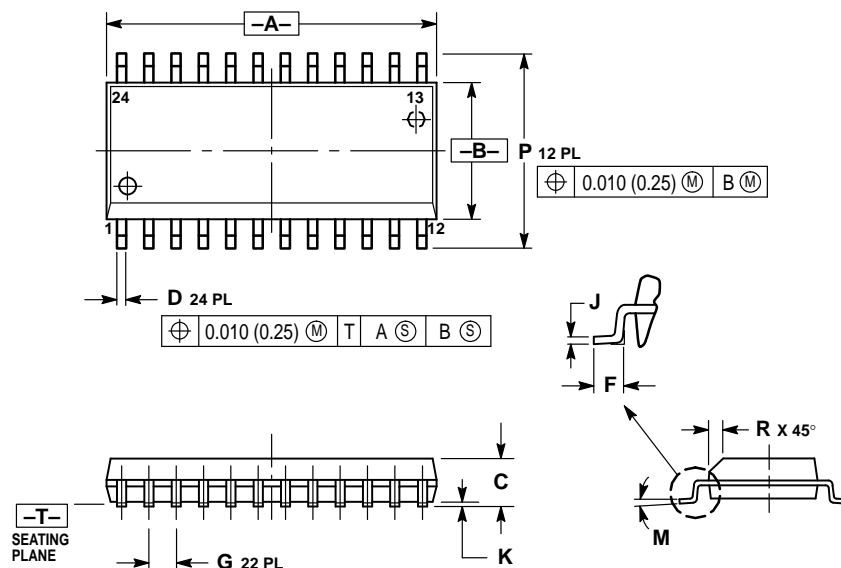 –A–
24 13
–B– P 12 PL
⌖ 0.010 (0.25) Ⓜ B Ⓜ
1 12
D 24 PL
J
⌖ 0.010 (0.25) Ⓜ T A Ⓢ B Ⓢ
F
R X 45°
C
–T–
SEATING
PLANE
M
K
G 22 PL